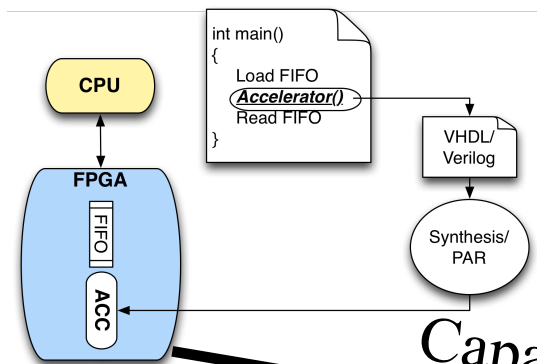 int main()
{
Load FIFO
Accelerator()
Read FIFO
}
CPU
VHDL/
Verilog
FPGA
FIFO
ACC
Synthesis/
PAR